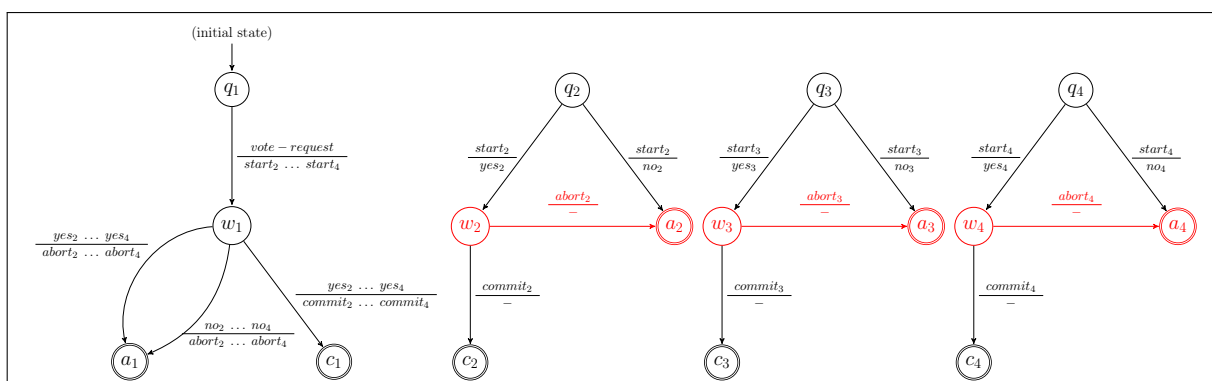 (initial state)
q1
q2
q3
q4
vote − request
start2 ... start4
start2
yes2
start2
no2
start3
yes3
start3
no3
start4
yes4
start4
no4
w1
abort2
−
abort3
−
abort4
−
w2
a2
w3
a3
w4
a4
yes2 ... yes4
abort2 ... abort4
yes2 ... yes4
commit2 ... commit4
commit2
−
commit3
−
commit4
−
no2 ... no4
abort2 ... abort4
a1
c1
c2
c3
c4